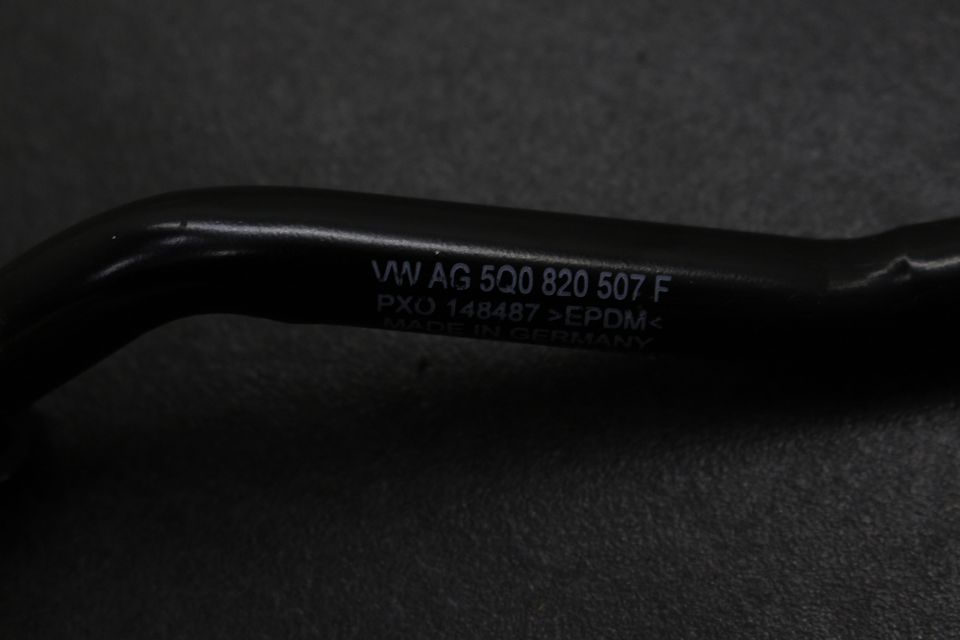 VW AG 5Q0 820 507 F
PXO 148487 >EPDM<
MADE IN GERMANY